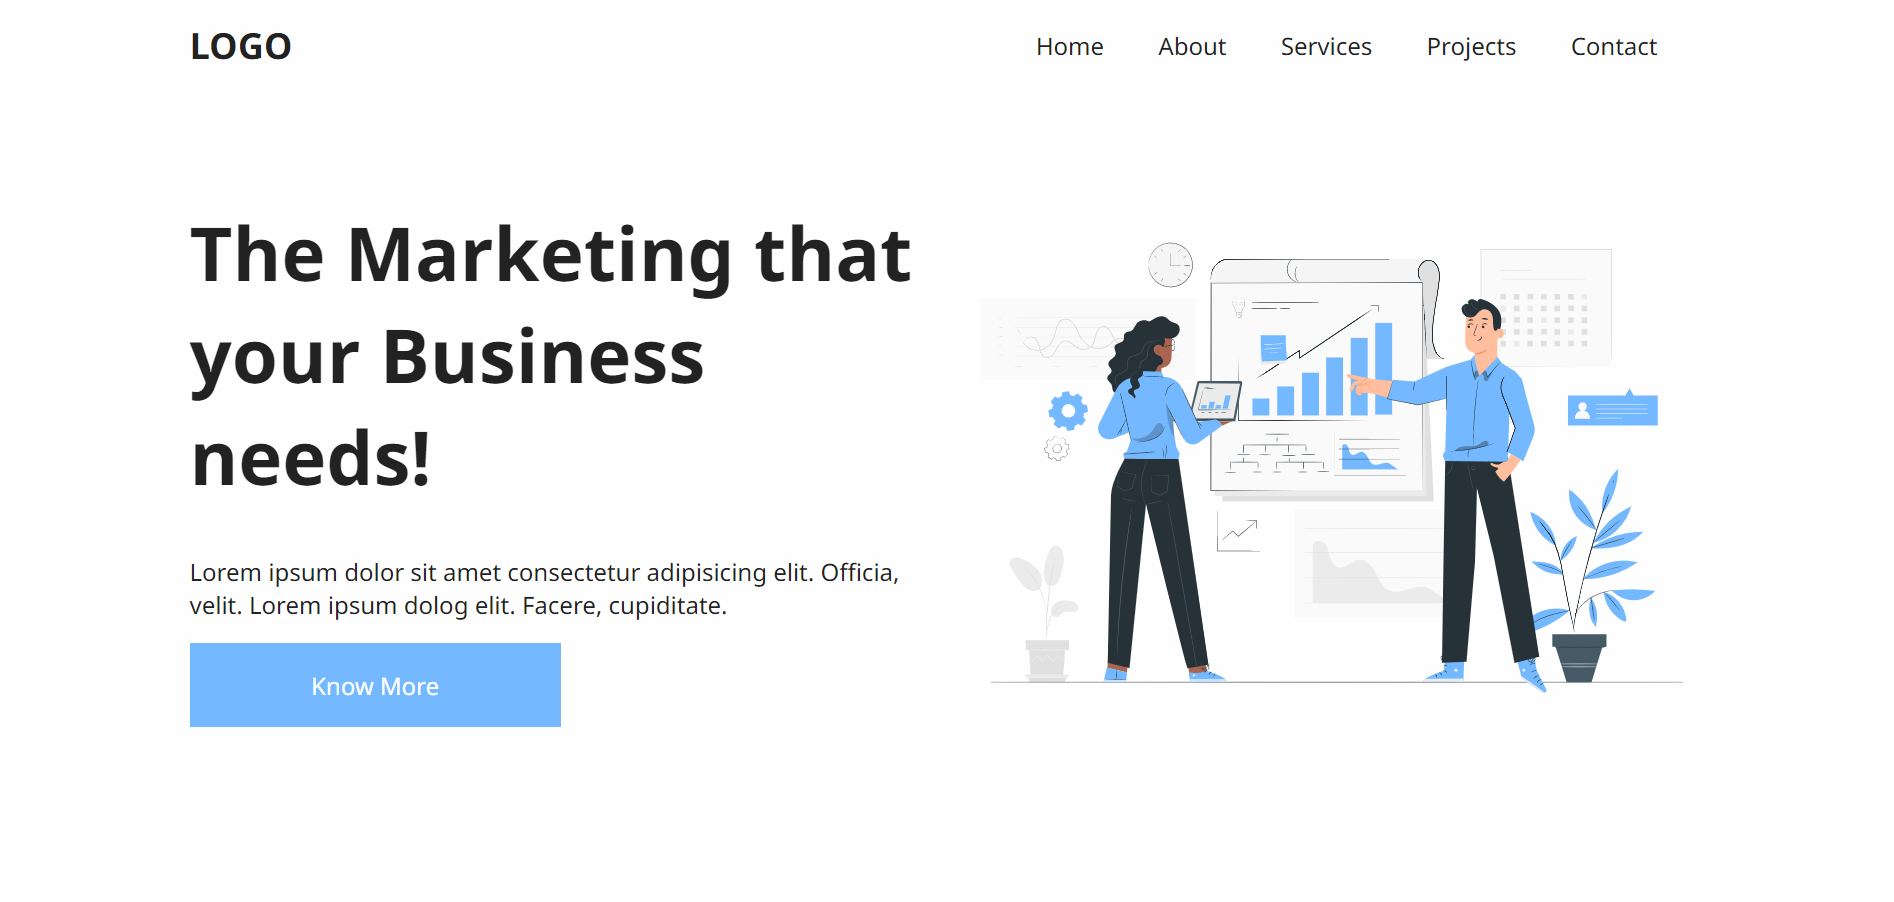 LOGO
Home About Services Projects Contact
The Marketing that
your Business
needs!
Lorem ipsum dolor sit amet consectetur adipisicing elit. Officia,
velit. Lorem ipsum dolog elit. Facere, cupiditate.
Know More